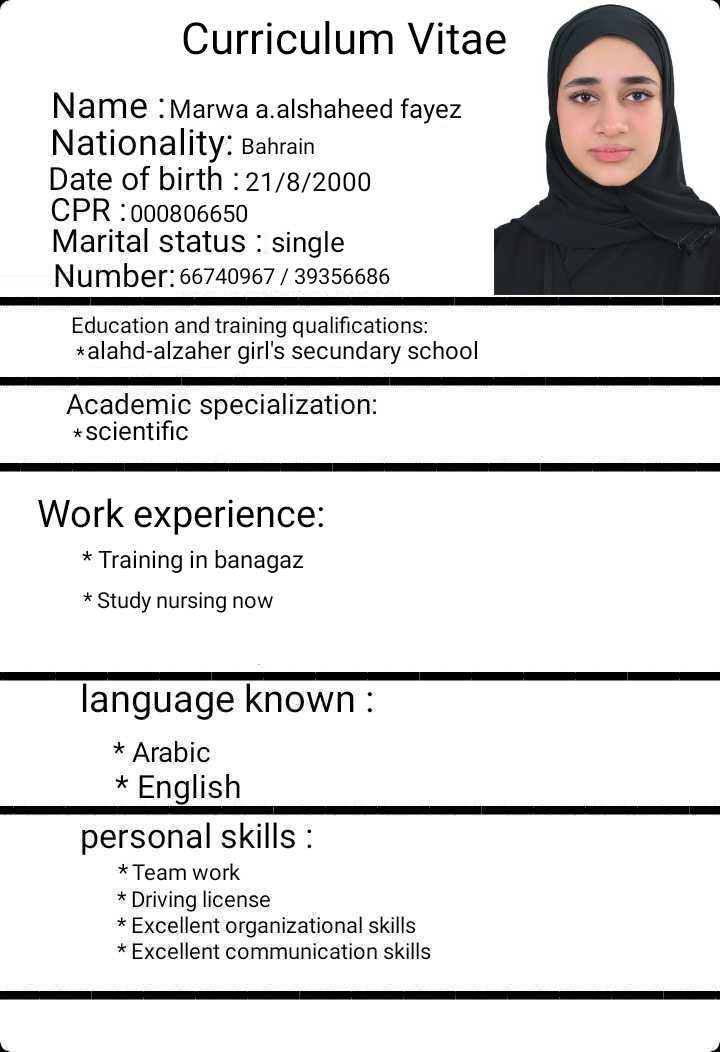 Curriculum Vitae
Name : Marwa a.alshaheed fayez
Nationality: Bahrain
Date of birth : 21/8/2000
CPR : 000806650
Marital status : single
Number: 66740967 / 39356686
Education and training qualifications:
*alahd-alzaher girl's secundary school
Academic specialization:
*scientific
Work experience:
* Training in banagaz
* Study nursing now
language known :
* Arabic
* English
personal skills :
* Team work
* Driving license
* Excellent organizational skills
* Excellent communication skills